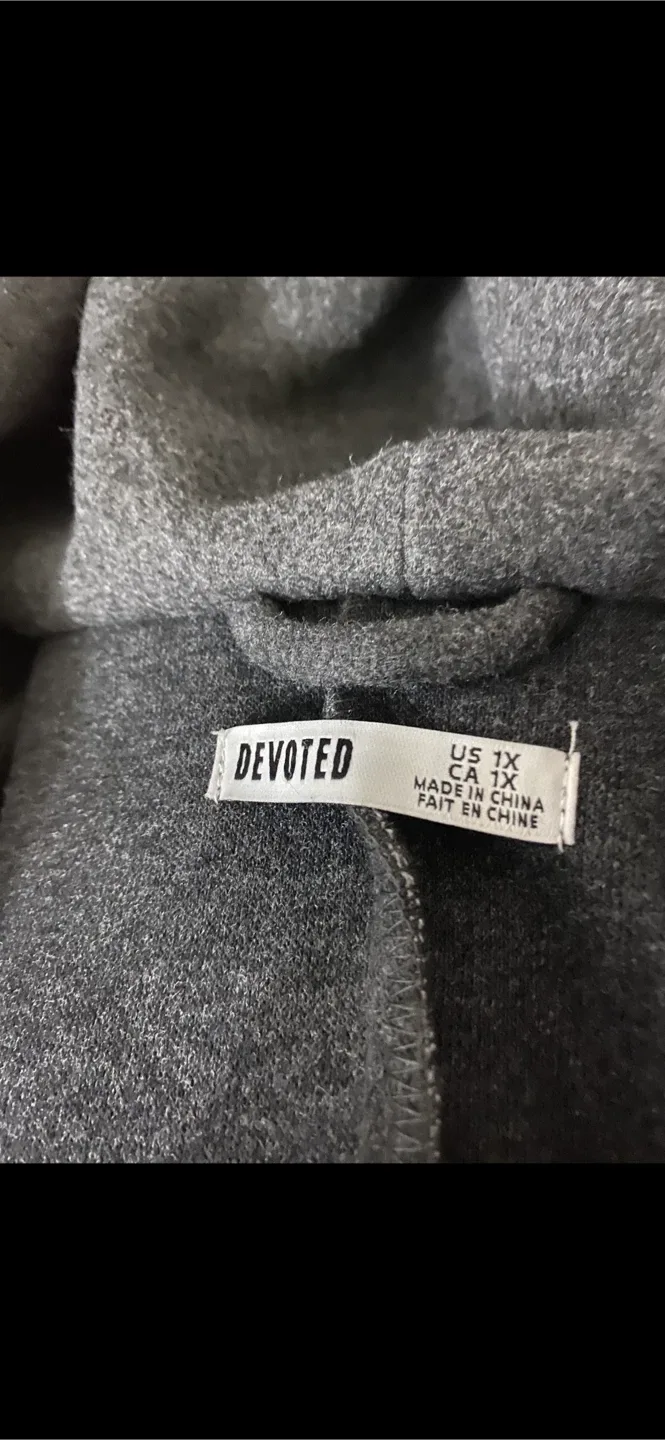 DEVOTED
US 1X
CA 1X
MADE IN CHINA
FAIT EN CHINE